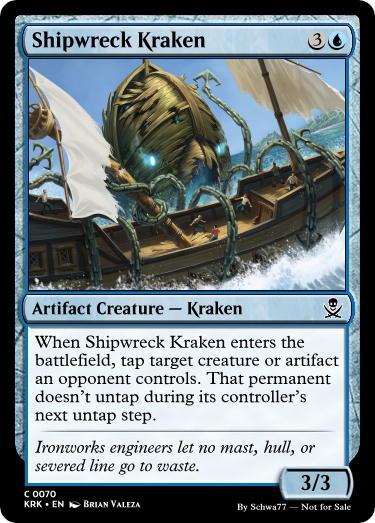 Shipwreck Kraken 3
Artifact Creature — Kraken
When Shipwreck Kraken enters the
battlefield, tap target creature or artifact
an opponent controls. That permanent
doesn't untap during its controller's
next untap step.
Ironworks engineers let no mast, hull, or
severed line go to waste.
3/3
C 0070
KRK • EN Brian Valeza
By Schwa77 — Not for Sale